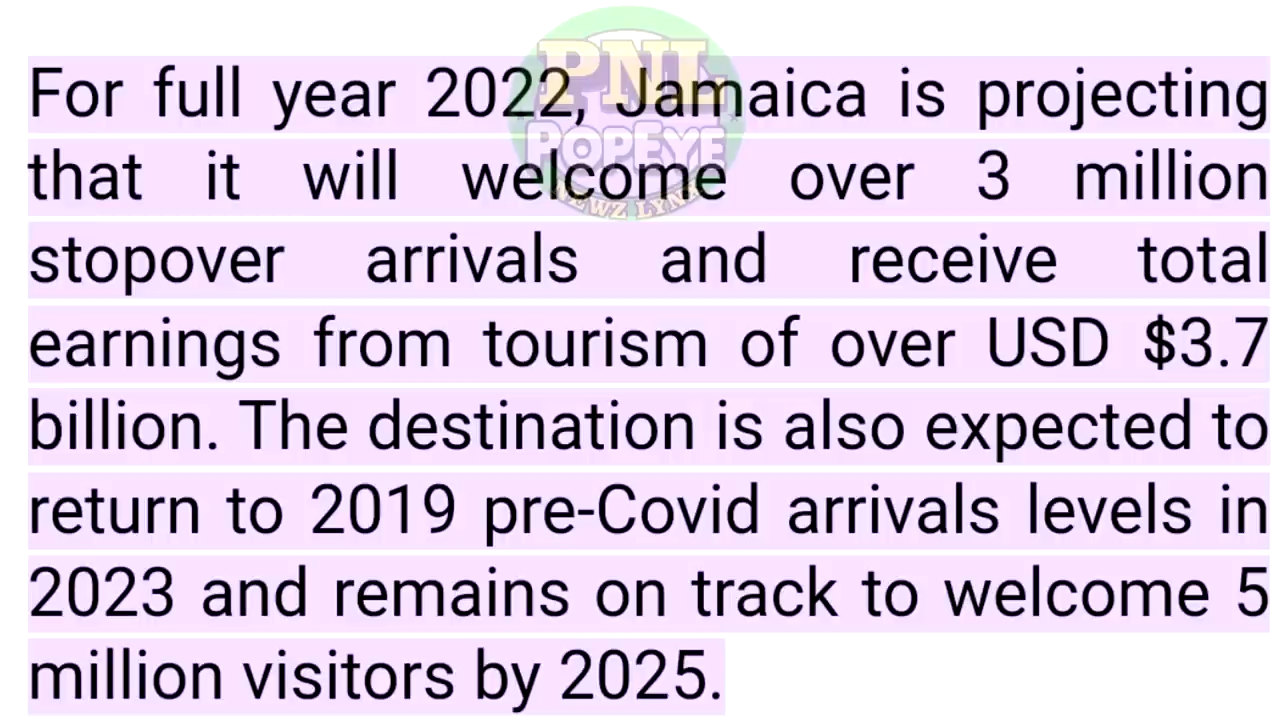 PNL
POPEYE
NEWZ LYNX
For full year 2022, Jamaica is projecting
that it will welcome over 3 million
stopover arrivals and receive total
earnings from tourism of over USD $3.7
billion. The destination is also expected to
return to 2019 pre-Covid arrivals levels in
2023 and remains on track to welcome 5
million visitors by 2025.